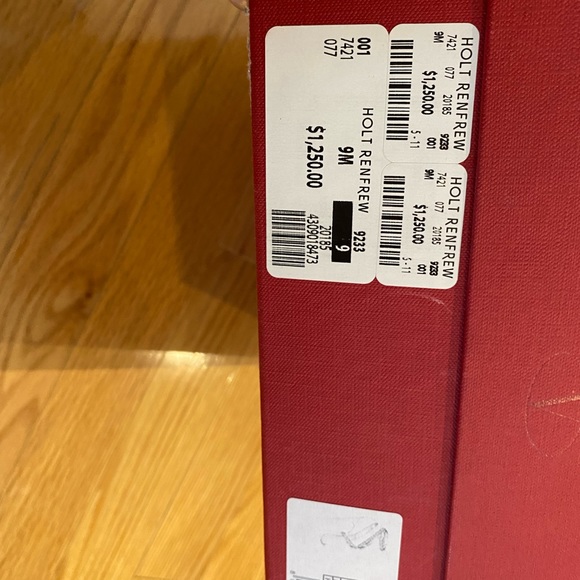 001
7421
077
HOLT RENFREW
9M
$1,250.00
9233
9
20185
4309018473
HOLT RENFREW
7421 077 20185 9233
9M 001
$1,250.00
5-11
HOLT RENFREW
7421 077 20185 9233
9M 001
$1,250.00
5-11